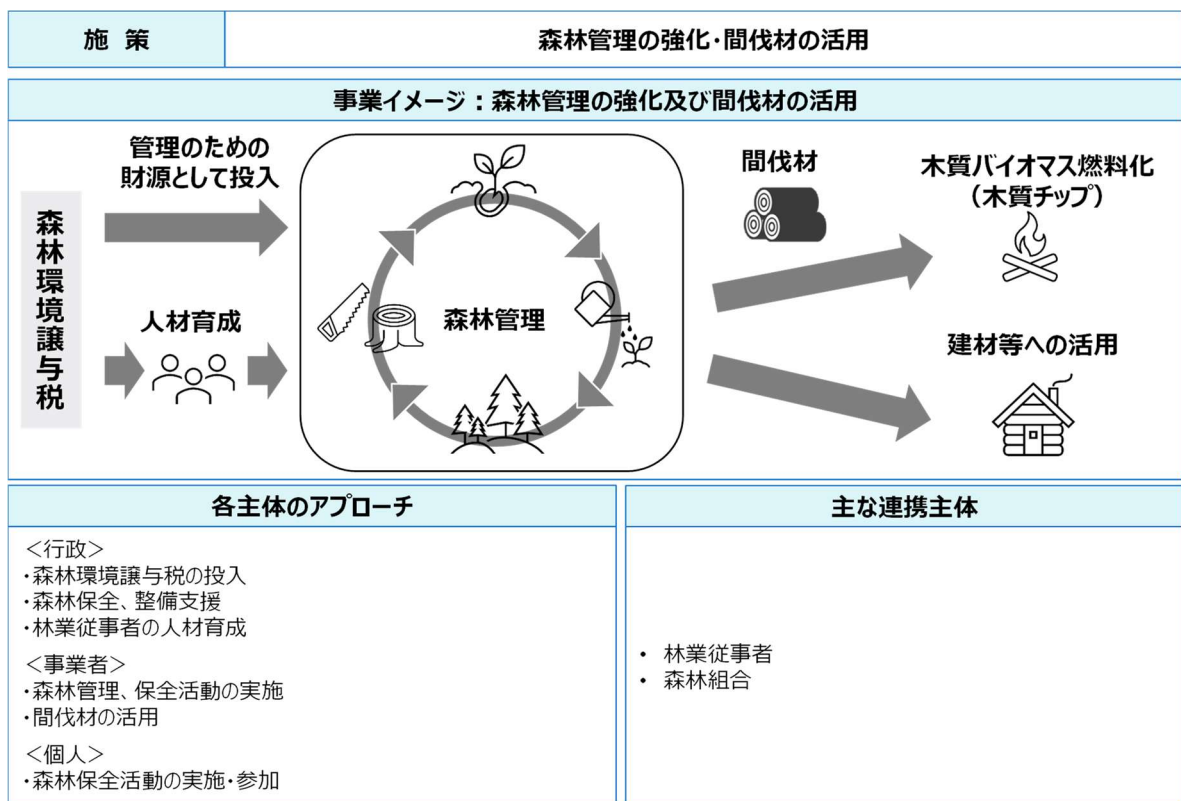 施 策
森林管理の強化･間伐材の活用
事業イメージ：森林管理の強化及び間伐材の活用
管理のための
財源として投入
森林環境譲与税
人材育成
森林管理
間伐材
木質バイオマス燃料化
（木質チップ）
建材等への活用
各主体のアプローチ
＜行政＞
･森林環境譲与税の投入
･森林保全、整備支援
･林業従事者の人材育成
＜事業者＞
･森林管理、保全活動の実施
･間伐材の活用
＜個人＞
･森林保全活動の実施･参加
主な連携主体
• 林業従事者
• 森林組合